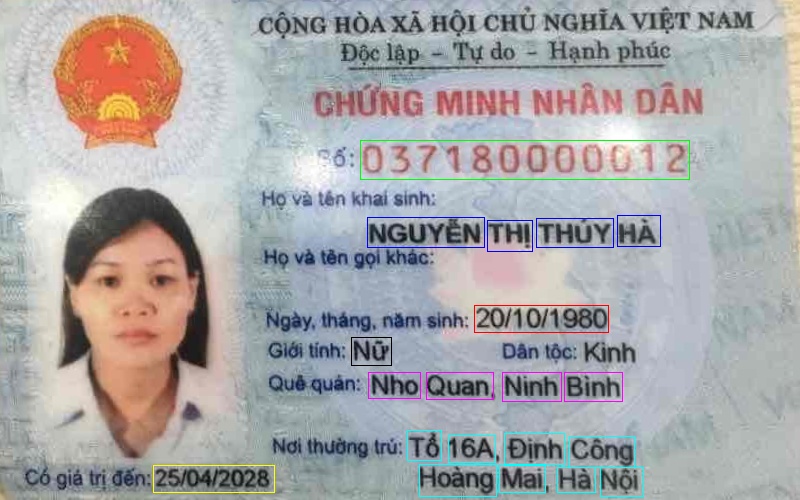 CỘNG HÒA XÃ HỘI CHỦ NGHĨA VIỆT NAM
Độc lập - Tự do - Hạnh phúc
CHỨNG MINH NHÂN DÂN
Số: 037180000012
Họ và tên khai sinh:
NGUYỄN THỊ THÚY HÀ
Họ và tên gọi khác:
Ngày, tháng, năm sinh: 20/10/1980
Giới tính: Nữ Dân tộc: Kinh
Quê quán: Nho Quan, Ninh Bình
Nơi thường trú: Tổ 16A, Định Công
Hoàng Mai, Hà Nội
Có giá trị đến: 25/04/2028